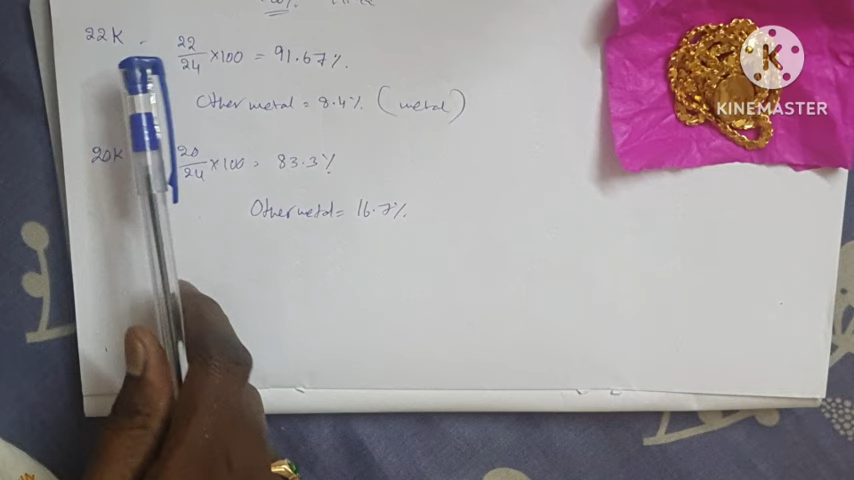 22K - 22/24 ×100 = 91.67%.
Other metal = 8.4% (metal)
20K 20/24 ×100 = 83.3%
Other metal = 16.7%
K
KINEMASTER